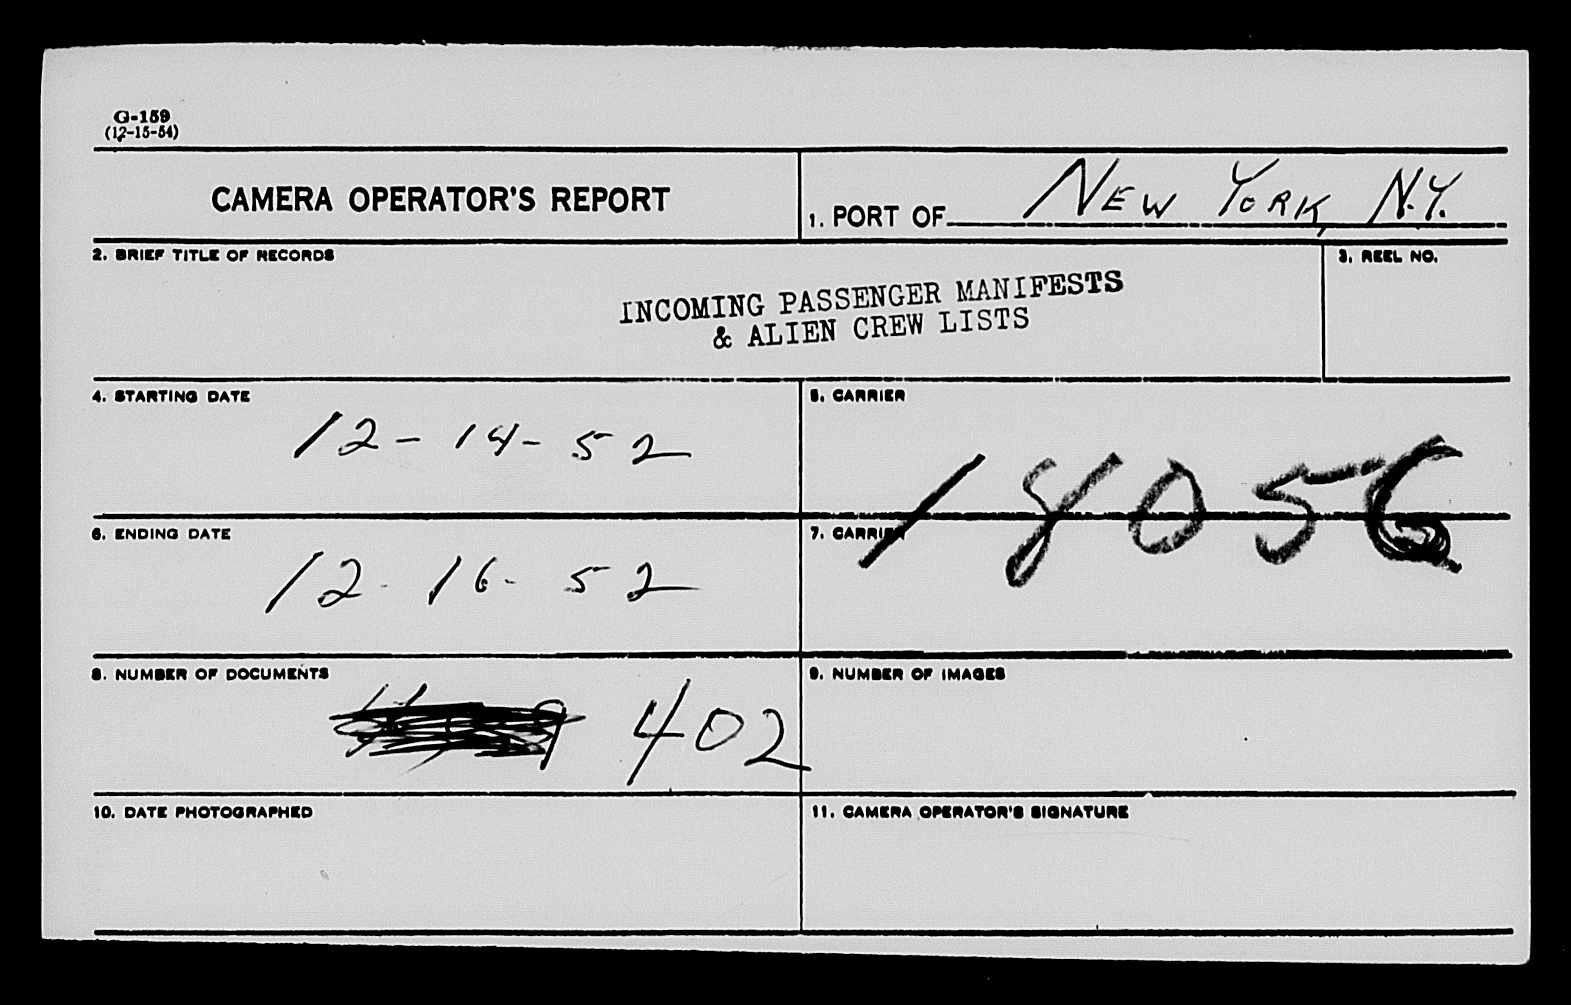 G-159
(12-15-54)
CAMERA OPERATOR'S REPORT
1. PORT OF NEW YORK, N.Y.
2. BRIEF TITLE OF RECORDS
INCOMING PASSENGER MANIFESTS
& ALIEN CREW LISTS
3. REEL NO.
4. STARTING DATE
12-14-52
5. CARRIER
18056
6. ENDING DATE
12-16-52
7. CARRIER
8. NUMBER OF DOCUMENTS
402
9. NUMBER OF IMAGES
10. DATE PHOTOGRAPHED
11. CAMERA OPERATOR'S SIGNATURE